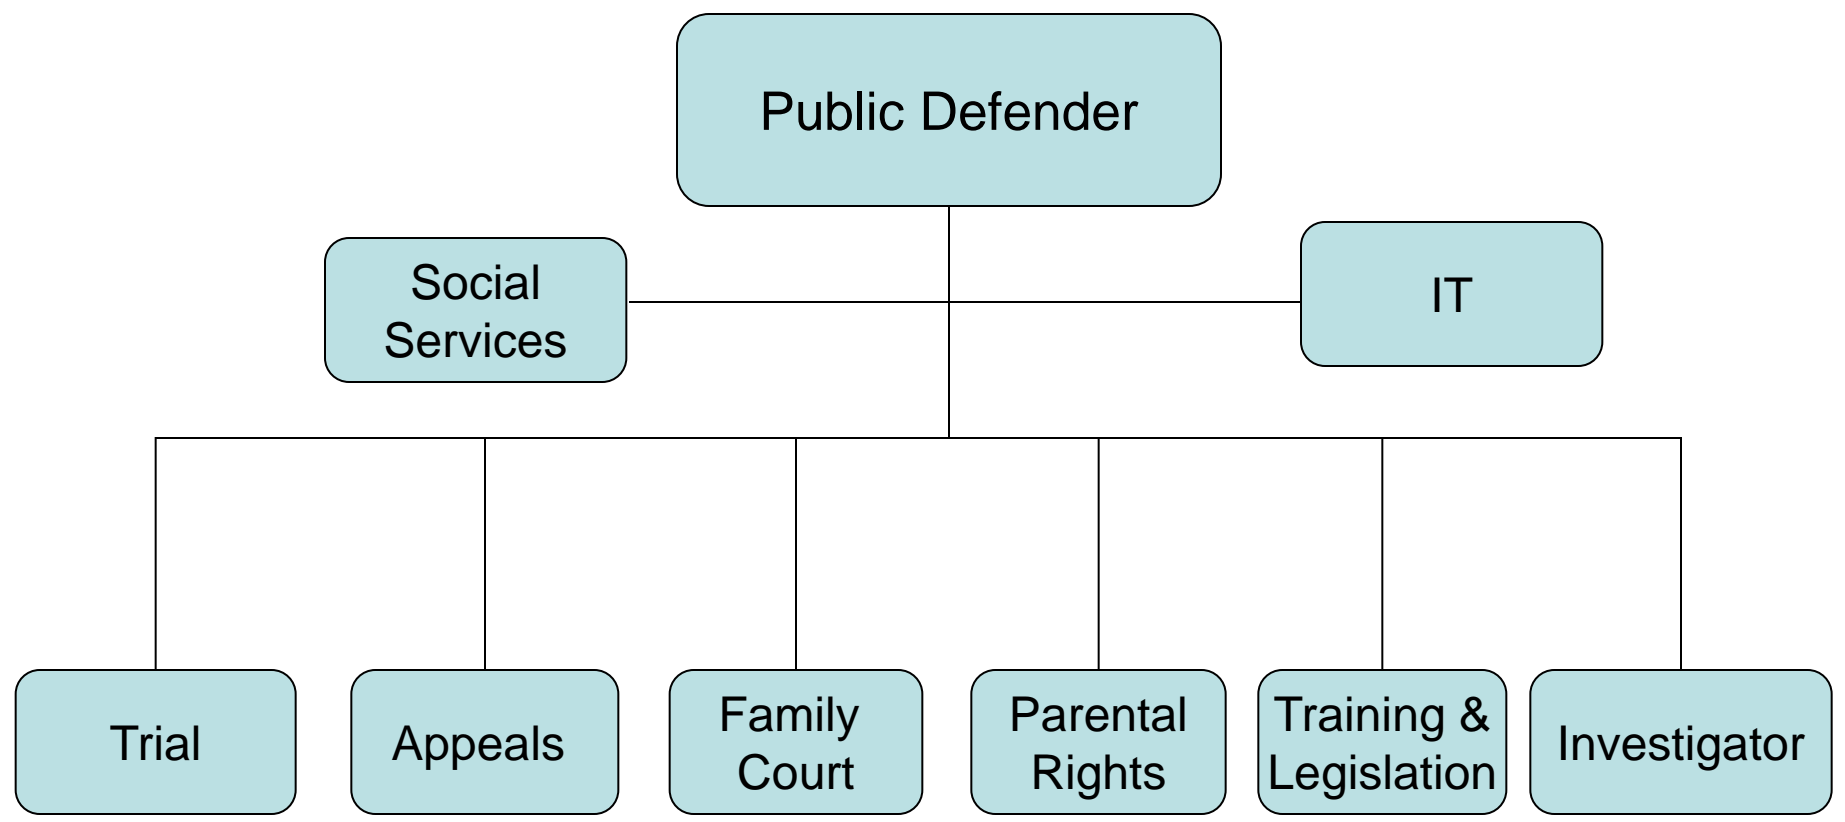 Public Defender
Social
Services
IT
Trial
Appeals
Family
Court
Parental
Rights
Training &
Legislation
Investigator